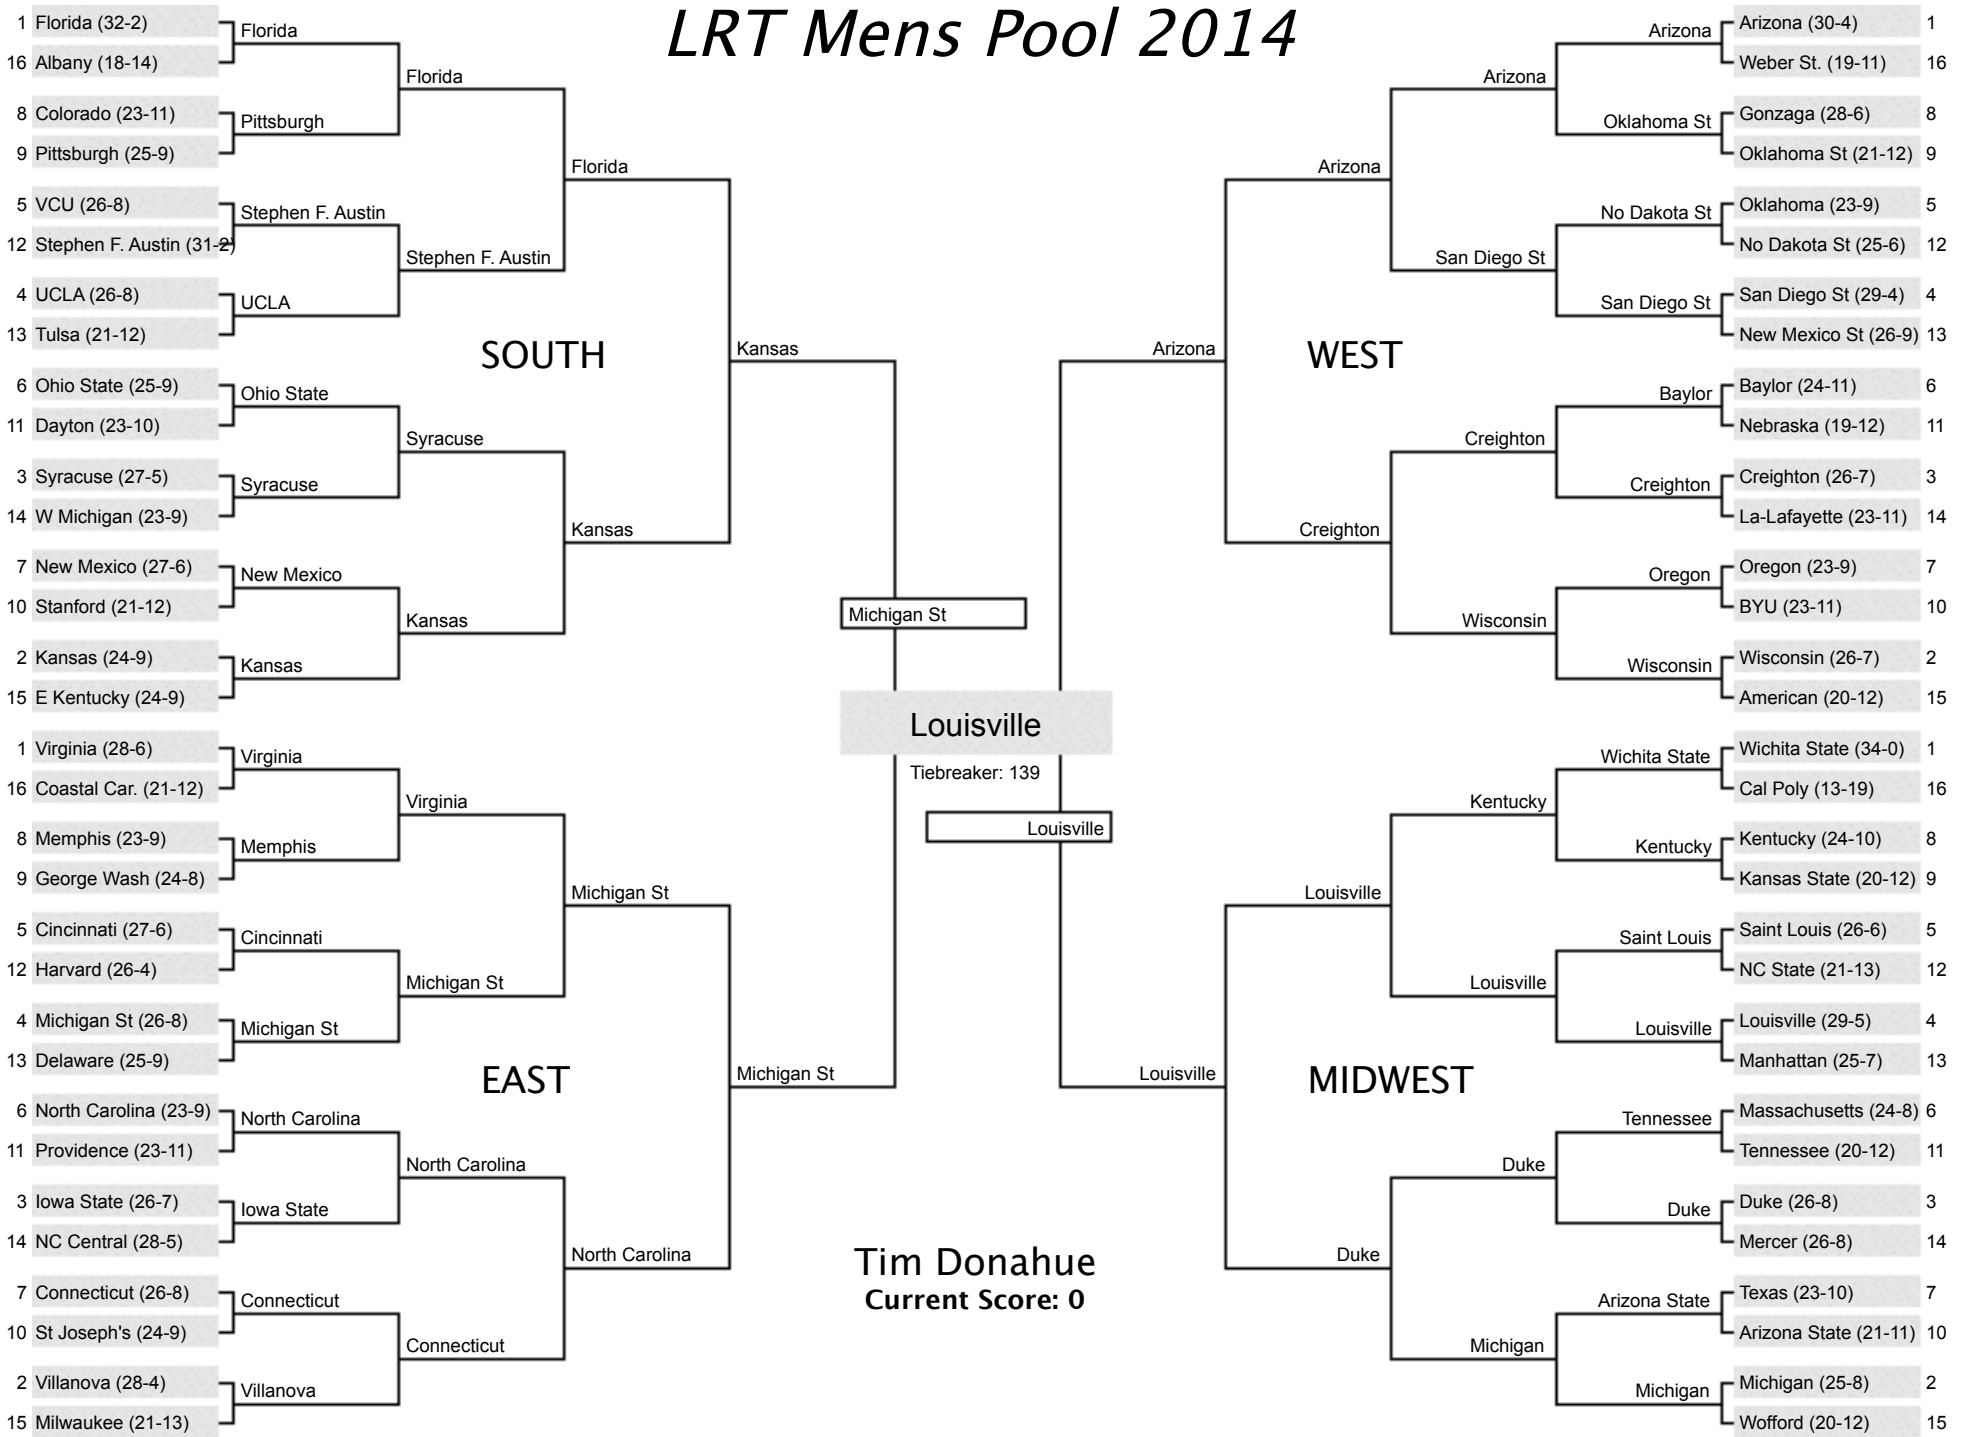 LRT Mens Pool 2014
1 Florida (32-2)
16 Albany (18-14)
8 Colorado (23-11)
9 Pittsburgh (25-9)
5 VCU (26-8)
12 Stephen F. Austin (31-2)
4 UCLA (26-8)
13 Tulsa (21-12)
6 Ohio State (25-9)
11 Dayton (23-10)
3 Syracuse (27-5)
14 W Michigan (23-9)
7 New Mexico (27-6)
10 Stanford (21-12)
2 Kansas (24-9)
15 E Kentucky (24-9)
Florida
Pittsburgh
Stephen F. Austin
UCLA
Ohio State
Syracuse
New Mexico
Kansas
Florida
Stephen F. Austin
Syracuse
Kansas
Florida
Kansas
SOUTH
Kansas
1 Virginia (28-6)
16 Coastal Car. (21-12)
8 Memphis (23-9)
9 George Wash (24-8)
5 Cincinnati (27-6)
12 Harvard (26-4)
4 Michigan St (26-8)
13 Delaware (25-9)
6 North Carolina (23-9)
11 Providence (23-11)
3 Iowa State (26-7)
14 NC Central (28-5)
7 Connecticut (26-8)
10 St Joseph's (24-9)
2 Villanova (28-4)
15 Milwaukee (21-13)
Virginia
Memphis
Cincinnati
Michigan St
North Carolina
Iowa State
Connecticut
Villanova
Virginia
Michigan St
North Carolina
Connecticut
Michigan St
North Carolina
EAST
Michigan St
Michigan St
Louisville
Tiebreaker: 139
Louisville
Tim Donahue
Current Score: 0
Arizona
WEST
Arizona
Creighton
Arizona
San Diego St
Creighton
Wisconsin
Arizona
Oklahoma St
No Dakota St
San Diego St
Baylor
Creighton
Oregon
Wisconsin
Arizona (30-4) 1
Weber St. (19-11) 16
Gonzaga (28-6) 8
Oklahoma St (21-12) 9
Oklahoma (23-9) 5
No Dakota St (25-6) 12
San Diego St (29-4) 4
New Mexico St (26-9) 13
Baylor (24-11) 6
Nebraska (19-12) 11
Creighton (26-7) 3
La-Lafayette (23-11) 14
Oregon (23-9) 7
BYU (23-11) 10
Wisconsin (26-7) 2
American (20-12) 15
Louisville
MIDWEST
Louisville
Duke
Kentucky
Louisville
Duke
Michigan
Wichita State
Kentucky
Saint Louis
Louisville
Tennessee
Duke
Arizona State
Michigan
Wichita State (34-0) 1
Cal Poly (13-19) 16
Kentucky (24-10) 8
Kansas State (20-12) 9
Saint Louis (26-6) 5
NC State (21-13) 12
Louisville (29-5) 4
Manhattan (25-7) 13
Massachusetts (24-8) 6
Tennessee (20-12) 11
Duke (26-8) 3
Mercer (26-8) 14
Texas (23-10) 7
Arizona State (21-11) 10
Michigan (25-8) 2
Wofford (20-12) 15